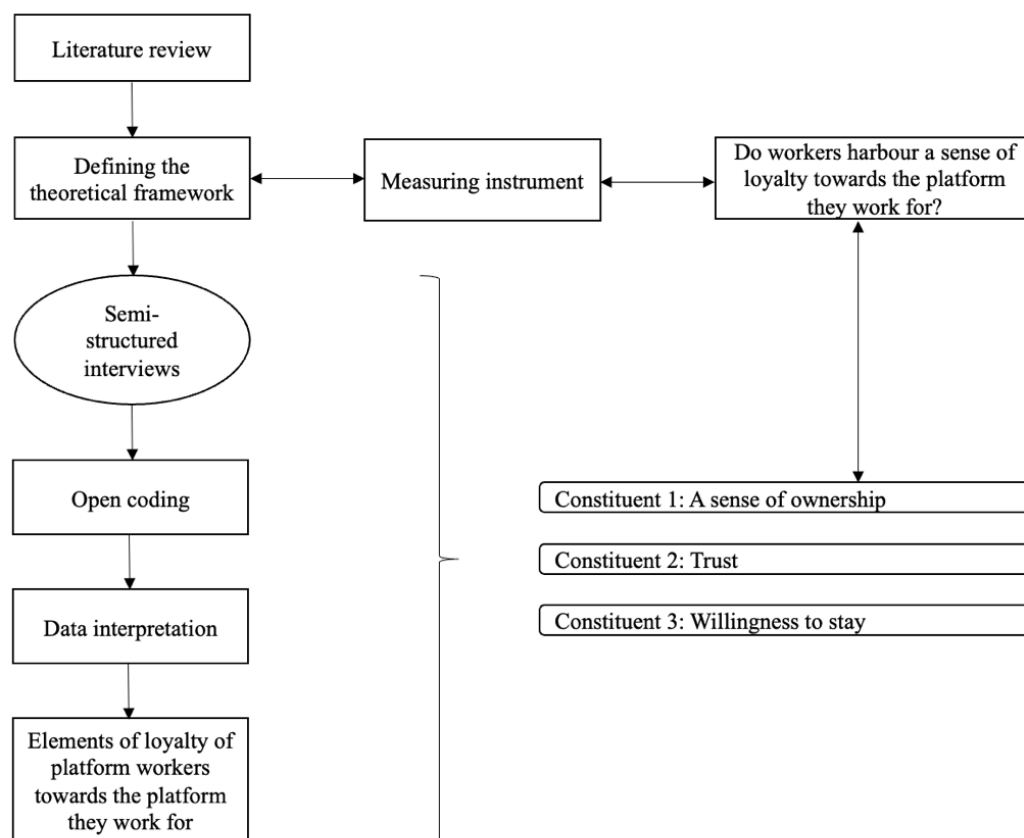 Literature review
Defining the
theoretical framework
Measuring instrument
Do workers harbour a sense of
loyalty towards the platform
they work for?
Semi-
structured
interviews
Open coding
Constituent 1: A sense of ownership
Constituent 2: Trust
Constituent 3: Willingness to stay
Data interpretation
Elements of loyalty of
platform workers
towards the platform
they work for